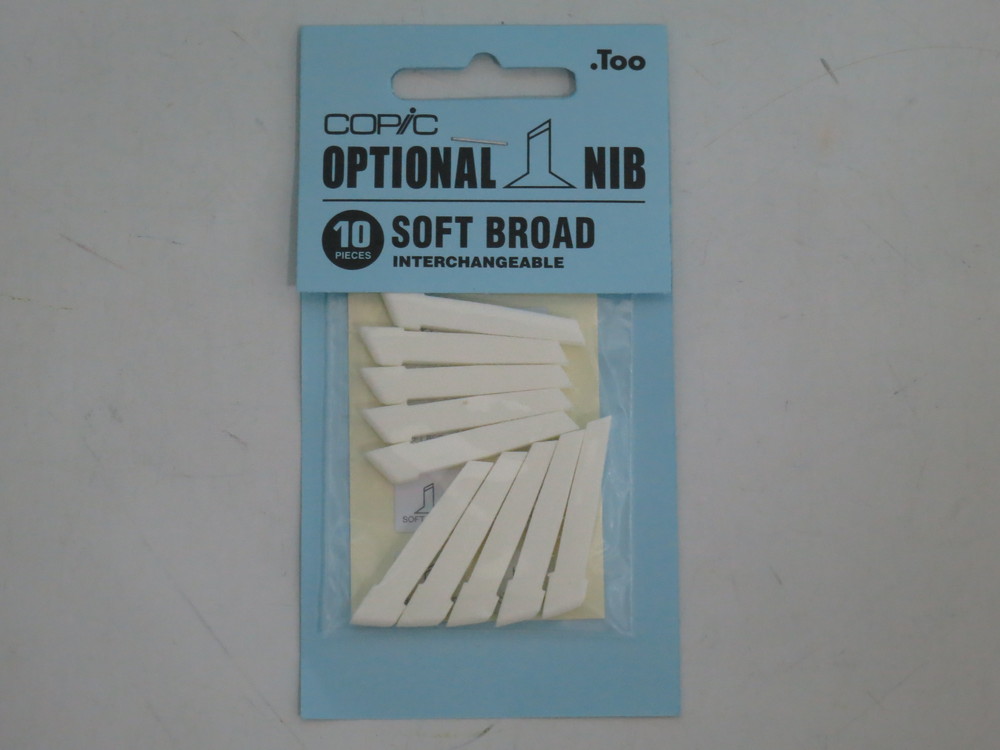 .Too
COPIC
OPTIONAL NIB
10 PIECES
SOFT BROAD
INTERCHANGEABLE
SOFT